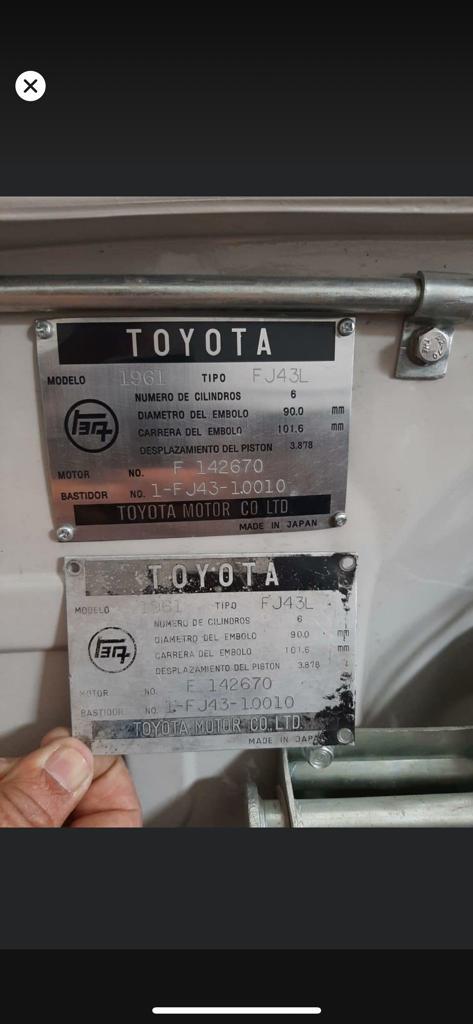 TOYOTA
MODELO 1961 TIPO FJ43L
NUMERO DE CILINDROS 6
DIAMETRO DEL EMBOLO 90.0 mm
CARRERA DEL EMBOLO 101.6 mm
DESPLAZAMIENTO DEL PISTON 3.878
MOTOR NO. F 142670
BASTIDOR NO. 1-FJ43-10010
TOYOTA MOTOR CO LTD
MADE IN JAPAN
TOYOTA
MODELO 1961 TIPO FJ43L
NUMERO DE CILINDROS 6
DIAMETRO DEL EMBOLO 90.0 mm
CARRERA DEL EMBOLO 101.6 mm
DESPLAZAMIENTO DEL PISTON 3.878
MOTOR NO. F 142670
BASTIDOR NO. 1-FJ43-10010
TOYOTA MOTOR CO. LTD.
MADE IN JAPAN